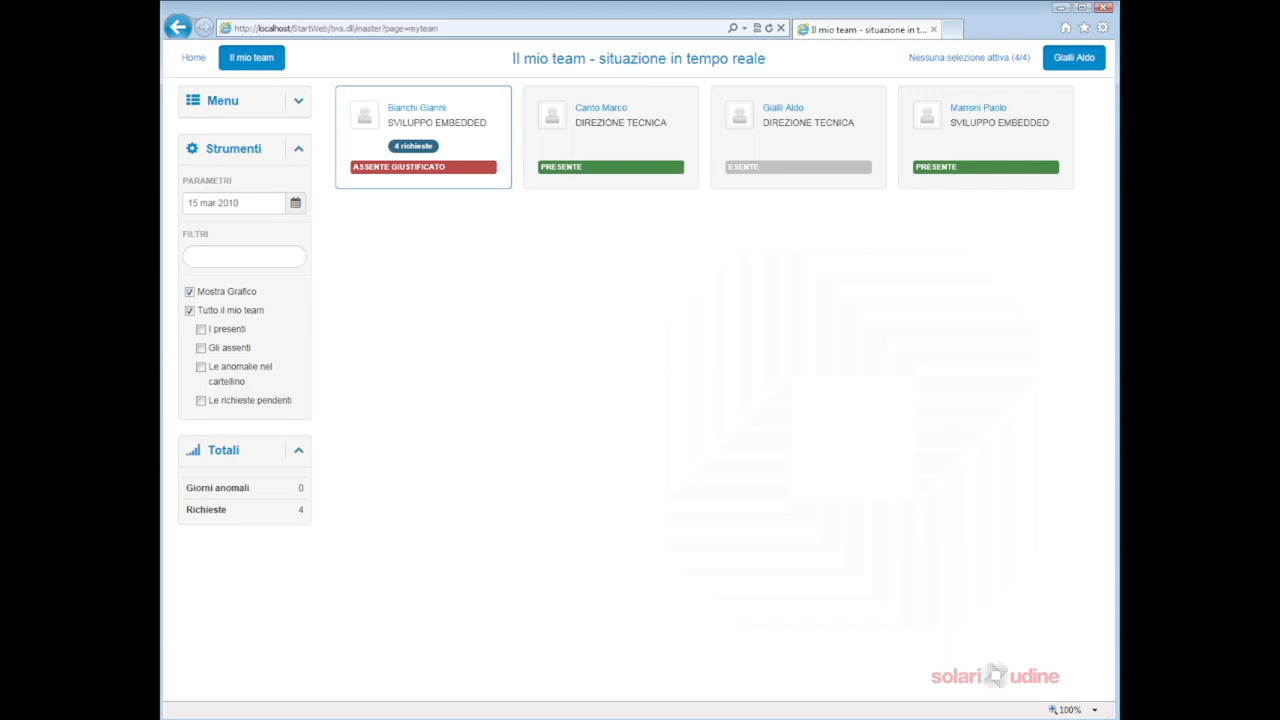 http://localhost/StartWeb/tws.dl/master?page=myteam
Il mio team - situazione in t...
Home
Il mio team
Il mio team - situazione in tempo reale
Nessuna selezione attiva (4/4)
Gialli Aldo
Menu
Strumenti
PARAMETRI
15 mar 2010
FILTRI
Mostra Grafico
Tutto il mio team
I presenti
Gli assenti
Le anomalie nel
cartellino
Le richieste pendenti
Totali
Giorni anomali 0
Richieste 4
Bianchi Gianni
SVILUPPO EMBEDDED
4 richieste
ASSENTE GIUSTIFICATO
Canto Marco
DIREZIONE TECNICA
PRESENTE
Gialli Aldo
DIREZIONE TECNICA
ESENTE
Marroni Paolo
SVILUPPO EMBEDDED
PRESENTE
solari udine
100%